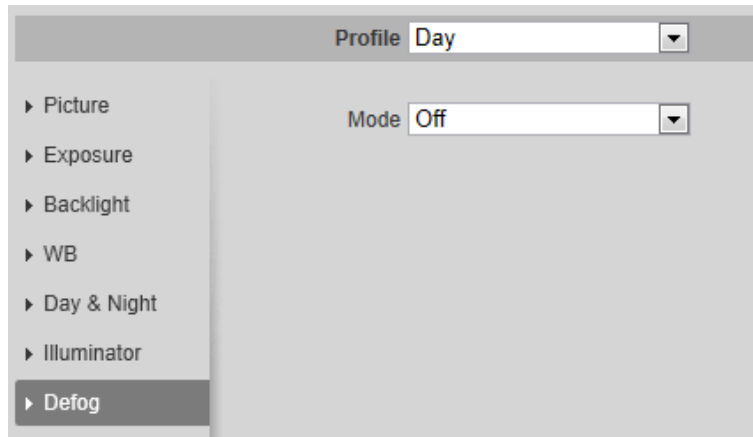 Profile Day
Mode Off
Picture
Exposure
Backlight
WB
Day & Night
Illuminator
Defog